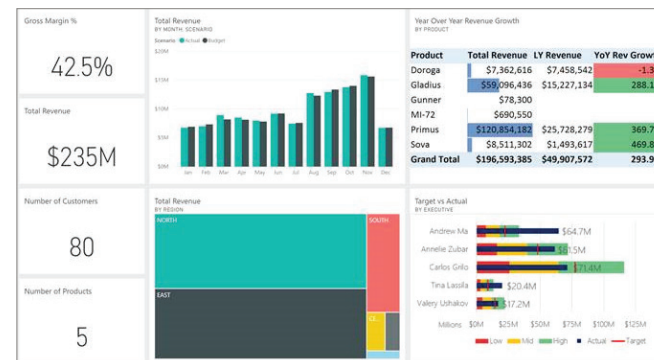 Gross Margin %
42.5%
Total Revenue
$235M
Number of Customers
80
Number of Products
5
Total Revenue
BY MONTH, SCENARIO
Scenario Actual Budget
$20M
$15M
$10M
$5M
$0M
Jan Feb Mar Apr May Jun Jul Aug Sep Oct Nov Dec
Total Revenue
BY REGION
NORTH
SOUTH
EAST
Year Over Year Revenue Growth
BY PRODUCT
Product Total Revenue LY Revenue YoY Rev Growt
Doroga $7,362,616 $7,458,542 -1.3
Gladius $59,096,436 $15,227,134 288.1
Gunner $78,300
MI-72 $690,550
Primus $120,854,182 $25,728,279 369.7
Sova $8,511,302 $1,493,617 469.8
Grand Total $196,593,385 $49,907,572 293.9
Target vs Actual
BY EXECUTIVE
Andrew Ma $64.7M
Annelie Zubar $61.5M
Carlos Grilo $71.4M
Tina Lassila $20.4M
Valery Ushakov $17.2M
Millions $0M $25M $50M $75M $100M $125M
Low Mid High Actual Target